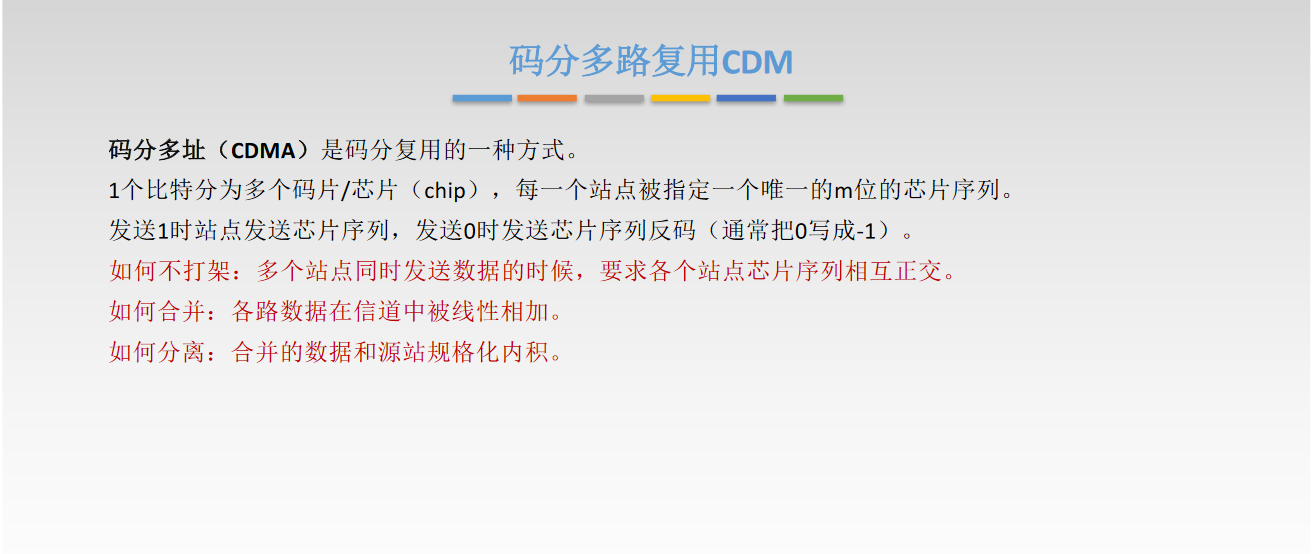 码分多路复用CDM
码分多址（CDMA）是码分复用的一种方式。
1个比特分为多个码片/芯片（chip），每一个站点被指定一个唯一的m位的芯片序列。
发送1时站点发送芯片序列，发送0时发送芯片序列反码（通常把0写成-1）。
如何不打架：多个站点同时发送数据的时候，要求各个站点芯片序列相互正交。
如何合并：各路数据在信道中被线性相加。
如何分离：合并的数据和源站规格化内积。